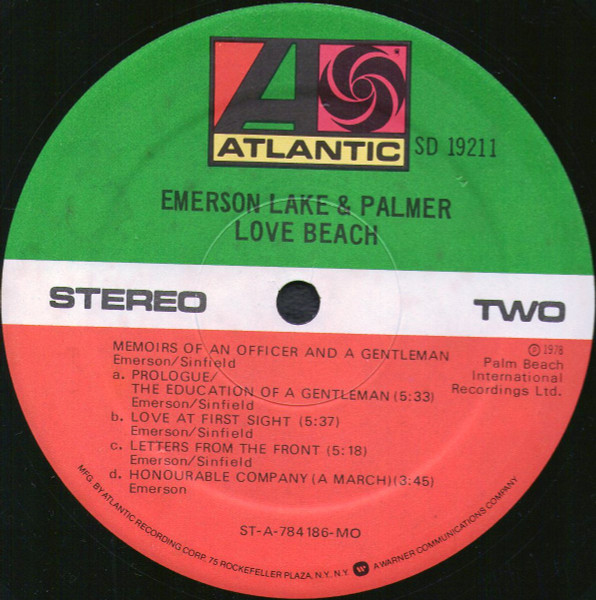 ATLANTIC
SD 19211
EMERSON LAKE & PALMER
LOVE BEACH
STEREO
TWO
MEMOIRS OF AN OFFICER AND A GENTLEMAN
Emerson/Sinfield
a. PROLOGUE/
THE EDUCATION OF A GENTLEMAN (5:33)
Emerson/Sinfield
b. LOVE AT FIRST SIGHT (5:37)
Emerson/Sinfield
c. LETTERS FROM THE FRONT (5:18)
Emerson/Sinfield
d. HONOURABLE COMPANY (A MARCH)(3:45)
Emerson
℗ 1978
Palm Beach
International
Recordings Ltd.
ST-A-784186-MO
MFG. BY ATLANTIC RECORDING CORP., 75 ROCKEFELLER PLAZA, N.Y. N.Y. W A WARNER COMMUNICATIONS COMPANY